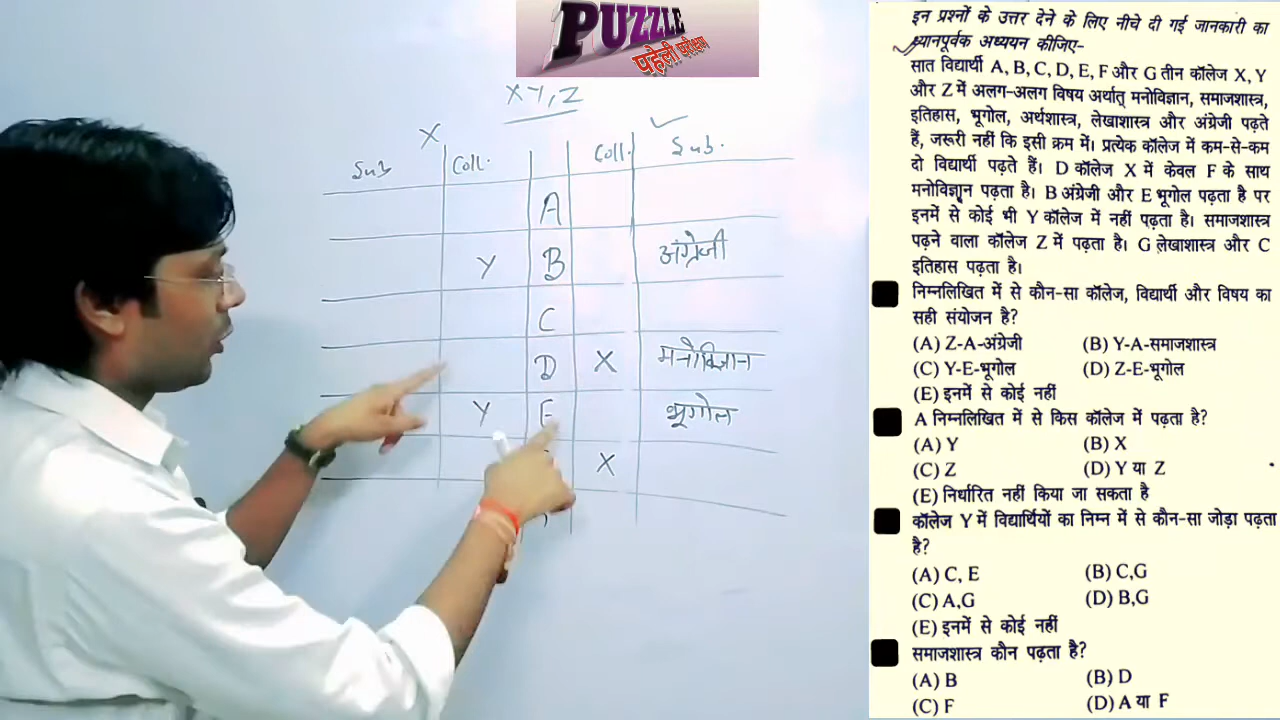 PUZZLE
पहेली परीक्षण
X Y, Z
X
Sub Coll. Coll. Sub.
A
Y B अंग्रेजी
C
D X मनोविज्ञान
Y E भूगोल
X
इन प्रश्नों के उत्तर देने के लिए नीचे दी गई जानकारी का
ध्यानपूर्वक अध्ययन कीजिए-
सात विद्यार्थी A, B, C, D, E, F और G तीन कॉलेज X, Y
और Z में अलग-अलग विषय अर्थात् मनोविज्ञान, समाजशास्त्र,
इतिहास, भूगोल, अर्थशास्त्र, लेखाशास्त्र और अंग्रेजी पढ़ते
हैं, जरूरी नहीं कि इसी क्रम में। प्रत्येक कॉलेज में कम-से-कम
दो विद्यार्थी पढ़ते हैं। D कॉलेज X में केवल F के साथ
मनोविज्ञान पढ़ता है। B अंग्रेजी और E भूगोल पढ़ता है पर
इनमें से कोई भी Y कॉलेज में नहीं पढ़ता है। समाजशास्त्र
पढ़ने वाला कॉलेज Z में पढ़ता है। G लेखाशास्त्र और C
इतिहास पढ़ता है।
निम्नलिखित में से कौन-सा कॉलेज, विद्यार्थी और विषय का
सही संयोजन है?
(A) Z-A-अंग्रेजी (B) Y-A-समाजशास्त्र
(C) Y-E-भूगोल (D) Z-E-भूगोल
(E) इनमें से कोई नहीं
A निम्नलिखित में से किस कॉलेज में पढ़ता है?
(A) Y (B) X
(C) Z (D) Y या Z
(E) निर्धारित नहीं किया जा सकता है
कॉलेज Y में विद्यार्थियों का निम्न में से कौन-सा जोड़ा पढ़ता
है?
(A) C, E (B) C,G
(C) A,G (D) B,G
(E) इनमें से कोई नहीं
समाजशास्त्र कौन पढ़ता है?
(A) B (B) D
(C) F (D) A या F